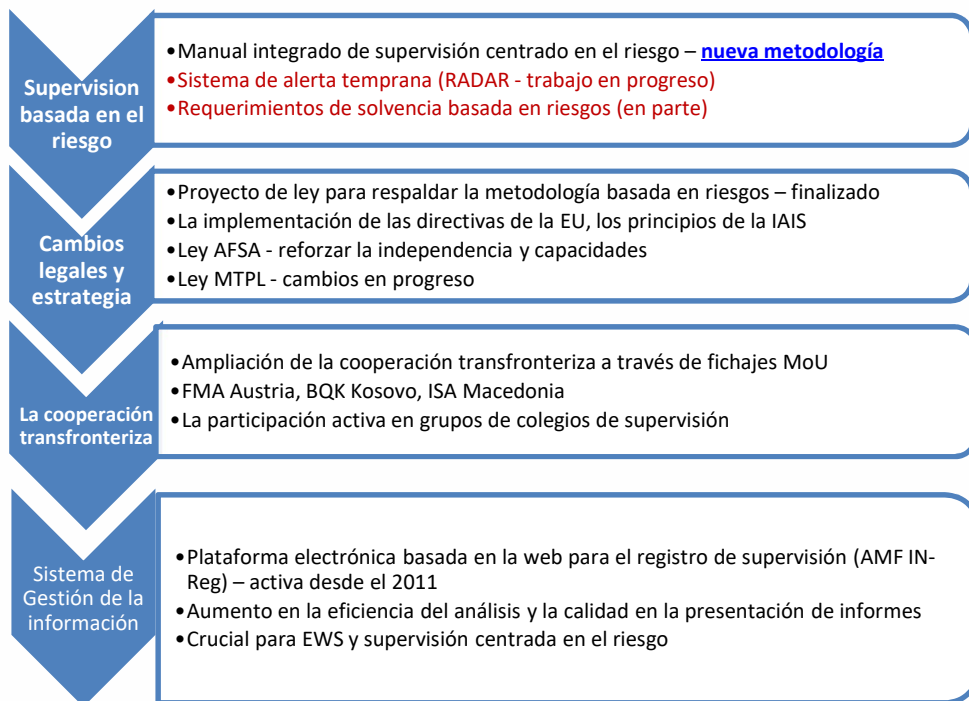 Supervision
basada en el
riesgo
•Manual integrado de supervisión centrado en el riesgo – nueva metodología
•Sistema de alerta temprana (RADAR - trabajo en progreso)
•Requerimientos de solvencia basada en riesgos (en parte)
Cambios
legales y
estrategia
•Proyecto de ley para respaldar la metodología basada en riesgos – finalizado
•La implementación de las directivas de la EU, los principios de la IAIS
•Ley AFSA - reforzar la independencia y capacidades
•Ley MTPL - cambios en progreso
La cooperación
transfronteriza
•Ampliación de la cooperación transfronteriza a través de fichajes MoU
•FMA Austria, BQK Kosovo, ISA Macedonia
•La participación activa en grupos de colegios de supervisión
Sistema de
Gestión de la
información
•Plataforma electrónica basada en la web para el registro de supervisión (AMF IN-
Reg) – activa desde el 2011
•Aumento en la eficiencia del análisis y la calidad en la presentación de informes
•Crucial para EWS y supervisión centrada en el riesgo